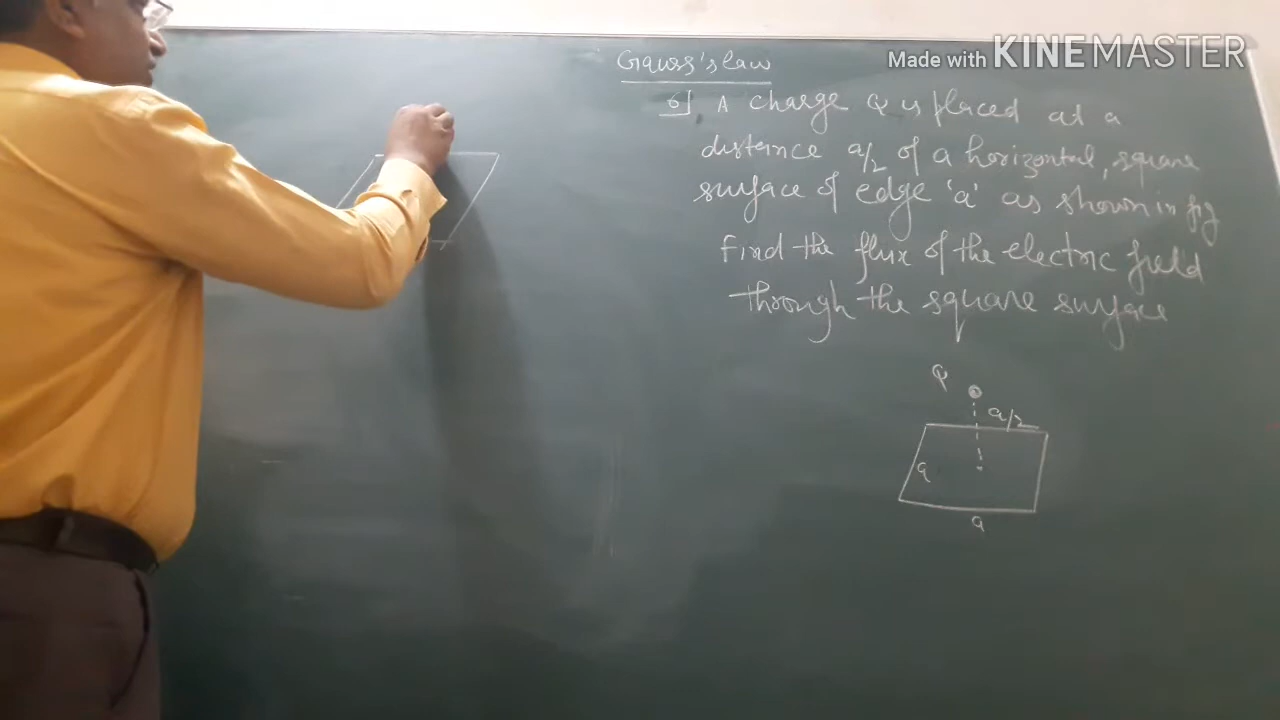 Made with KINEMASTER
Gauss's law
6] A charge Q is placed at a
distance a/2 of a horizontal, square
surface of edge 'a' as shown in fig
Find the flux of the electric field
through the square surface
Q
a/2
a
a